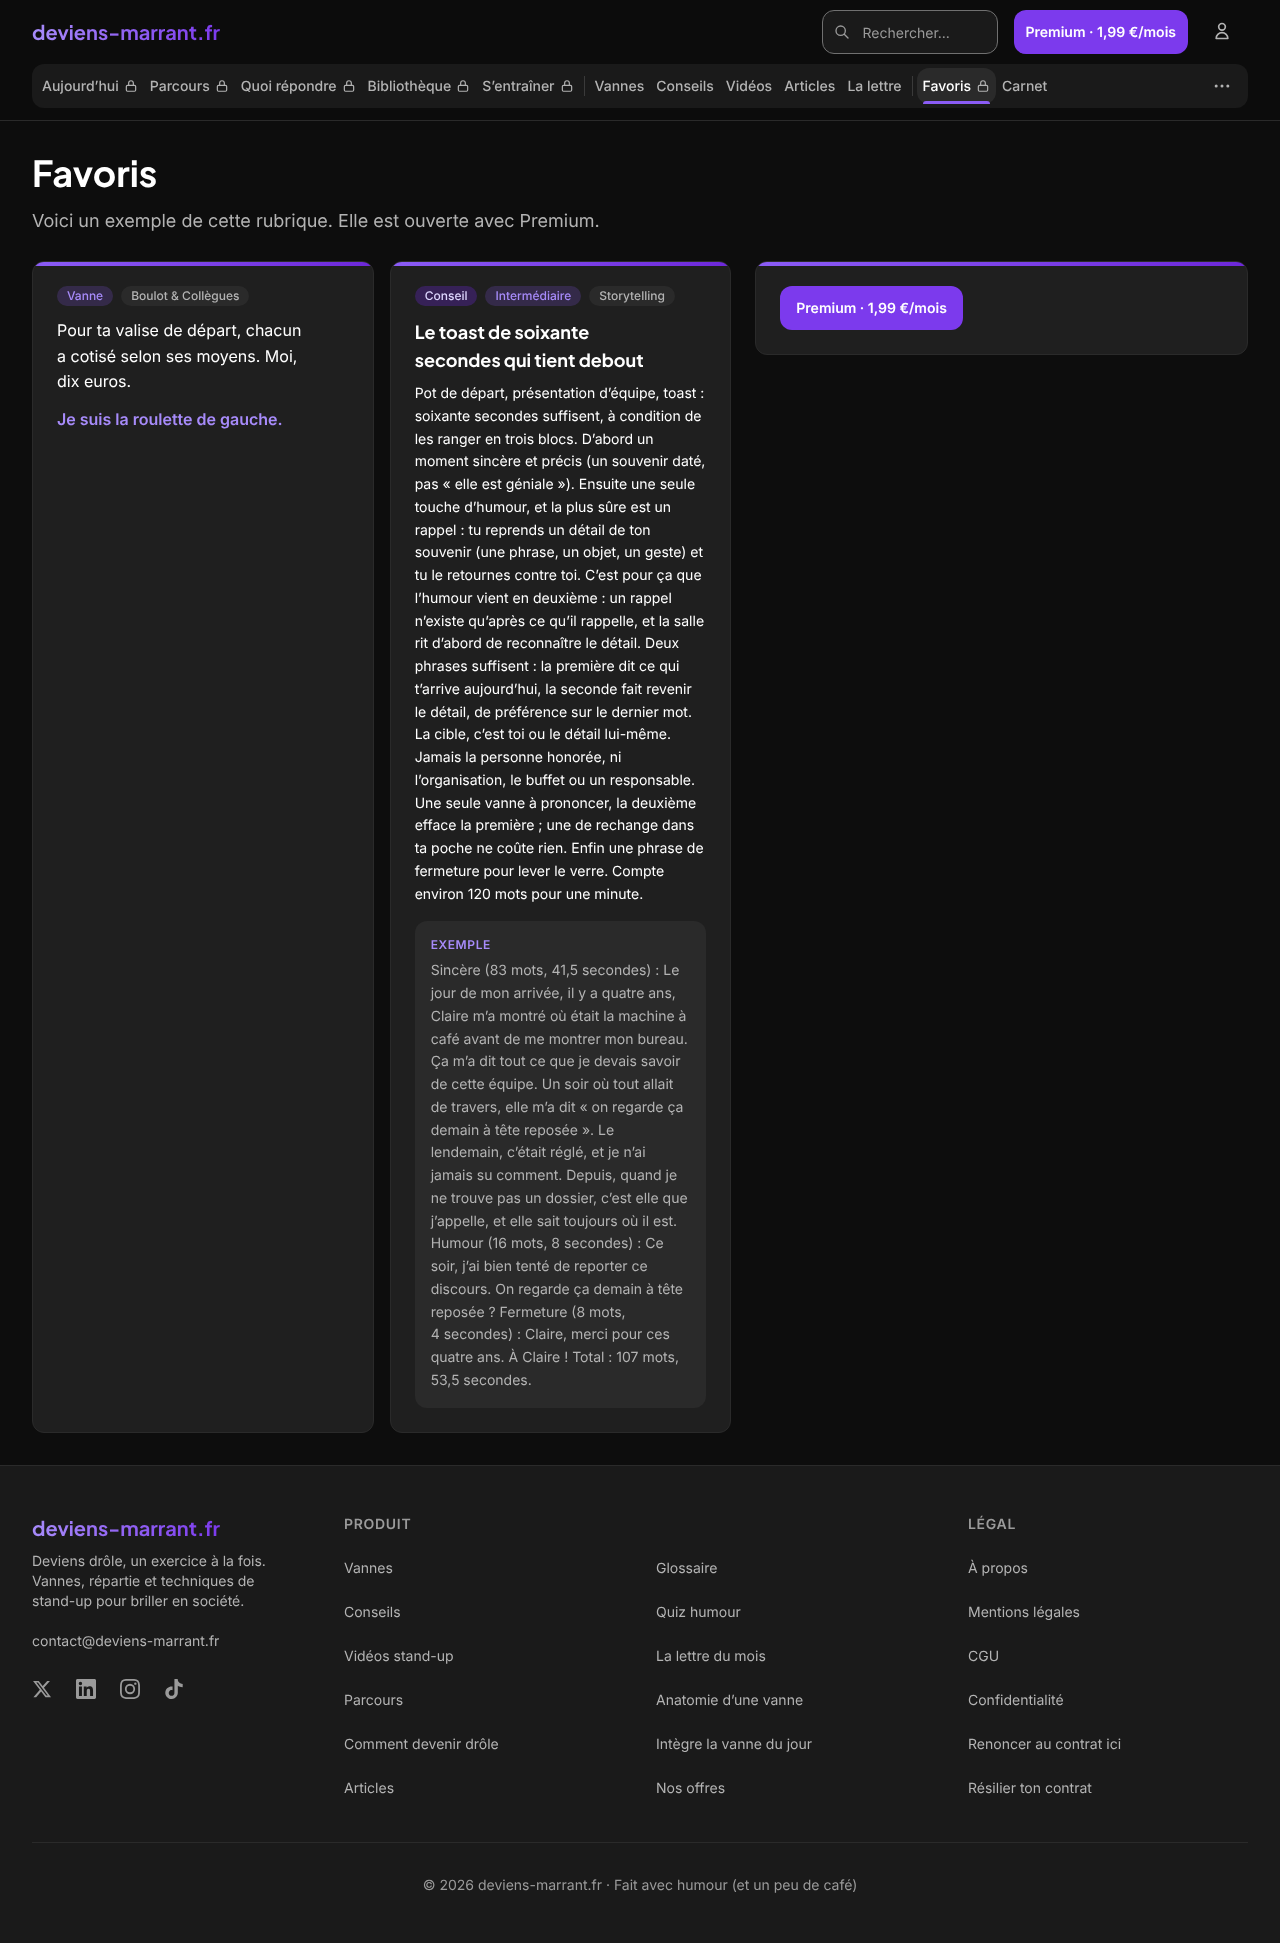 deviens-marrant.fr
Rechercher...
Premium · 1,99 €/mois
Aujourd’hui
Parcours
Quoi répondre
Bibliothèque
S’entraîner
Vannes
Conseils
Vidéos
Articles
La lettre
Favoris
Carnet
Favoris
Voici un exemple de cette rubrique. Elle est ouverte avec Premium.
Vanne
Boulot & Collègues
Pour ta valise de départ, chacun
a cotisé selon ses moyens. Moi,
dix euros.
Je suis la roulette de gauche.
Conseil
Intermédiaire
Storytelling
Le toast de soixante
secondes qui tient debout
Pot de départ, présentation d’équipe, toast :
soixante secondes suffisent, à condition de
les ranger en trois blocs. D’abord un
moment sincère et précis (un souvenir daté,
pas « elle est géniale »). Ensuite une seule
touche d’humour, et la plus sûre est un
rappel : tu reprends un détail de ton
souvenir (une phrase, un objet, un geste) et
tu le retournes contre toi. C’est pour ça que
l’humour vient en deuxième : un rappel
n’existe qu’après ce qu’il rappelle, et la salle
rit d’abord de reconnaître le détail. Deux
phrases suffisent : la première dit ce qui
t’arrive aujourd’hui, la seconde fait revenir
le détail, de préférence sur le dernier mot.
La cible, c’est toi ou le détail lui-même.
Jamais la personne honorée, ni
l’organisation, le buffet ou un responsable.
Une seule vanne à prononcer, la deuxième
efface la première ; une de rechange dans
ta poche ne coûte rien. Enfin une phrase de
fermeture pour lever le verre. Compte
environ 120 mots pour une minute.
EXEMPLE
Sincère (83 mots, 41,5 secondes) : Le
jour de mon arrivée, il y a quatre ans,
Claire m’a montré où était la machine à
café avant de me montrer mon bureau.
Ça m’a dit tout ce que je devais savoir
de cette équipe. Un soir où tout allait
de travers, elle m’a dit « on regarde ça
demain à tête reposée ». Le
lendemain, c’était réglé, et je n’ai
jamais su comment. Depuis, quand je
ne trouve pas un dossier, c’est elle que
j’appelle, et elle sait toujours où il est.
Humour (16 mots, 8 secondes) : Ce
soir, j’ai bien tenté de reporter ce
discours. On regarde ça demain à tête
reposée ? Fermeture (8 mots,
4 secondes) : Claire, merci pour ces
quatre ans. À Claire ! Total : 107 mots,
53,5 secondes.
Premium · 1,99 €/mois
deviens-marrant.fr
Deviens drôle, un exercice à la fois.
Vannes, répartie et techniques de
stand-up pour briller en société.
contact@deviens-marrant.fr
PRODUIT
Vannes
Conseils
Vidéos stand-up
Parcours
Comment devenir drôle
Articles
Glossaire
Quiz humour
La lettre du mois
Anatomie d’une vanne
Intègre la vanne du jour
Nos offres
LÉGAL
À propos
Mentions légales
CGU
Confidentialité
Renoncer au contrat ici
Résilier ton contrat
© 2026 deviens-marrant.fr · Fait avec humour (et un peu de café)